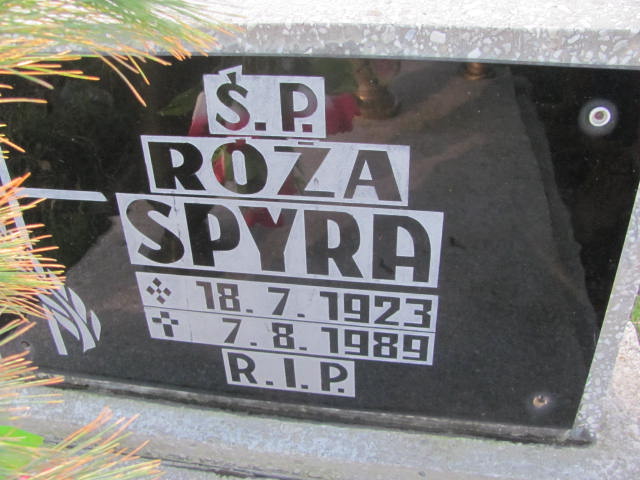 Ś.P.
RÓŻA
SPYRA
18.7.1923
7.8.1989
R.I.P.